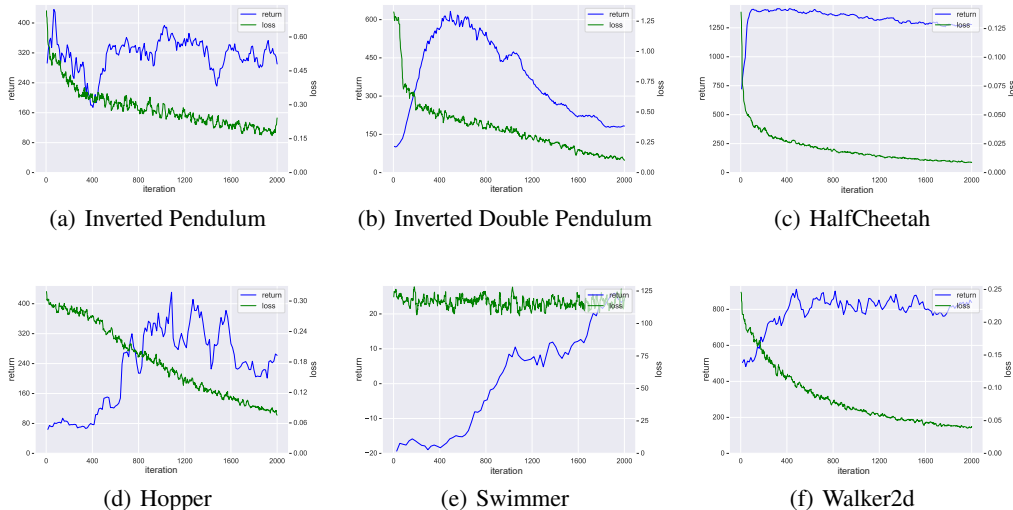 return
loss
400
320
240
160
80
0
0.60
0.45
0.30
0.15
0.00
0
400
800
1200
1600
2000
return
loss
iteration
(a) Inverted Pendulum
return
loss
600
450
300
150
0
1.25
1.00
0.75
0.50
0.25
0.00
0
400
800
1200
1600
2000
return
loss
iteration
(b) Inverted Double Pendulum
return
loss
1250
1000
750
500
250
0
0.140
0.105
0.070
0.035
0.000
0
400
800
1200
1600
2000
return
loss
iteration
(c) HalfCheetah
return
loss
400
320
240
160
80
0
0.30
0.24
0.18
0.12
0.06
0.00
0
400
800
1200
1600
2000
return
loss
iteration
(d) Hopper
return
loss
20
10
0
−10
−20
125
100
75
50
25
0
0
400
800
1200
1600
2000
return
loss
iteration
(e) Swimmer
return
loss
800
600
400
200
0
0.25
0.20
0.15
0.10
0.05
0.00
0
400
800
1200
1600
2000
return
loss
iteration
(f) Walker2d